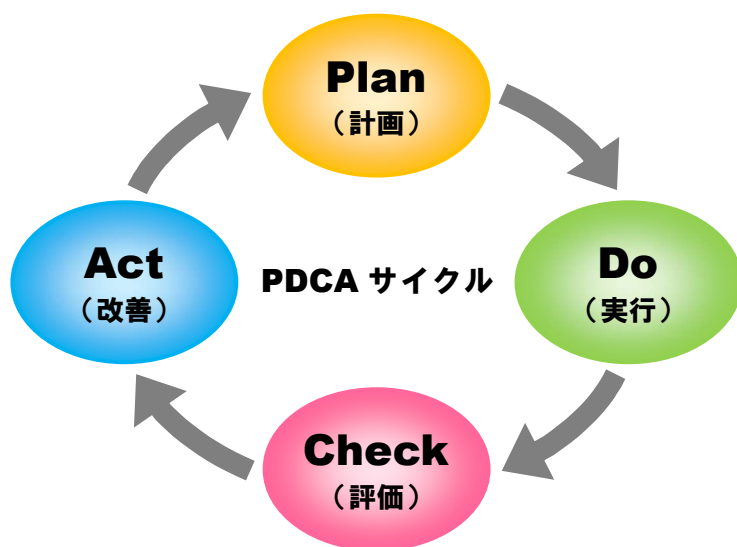 Plan
（計画）
Act
（改善）
PDCA サイクル
Do
（実行）
Check
（評価）